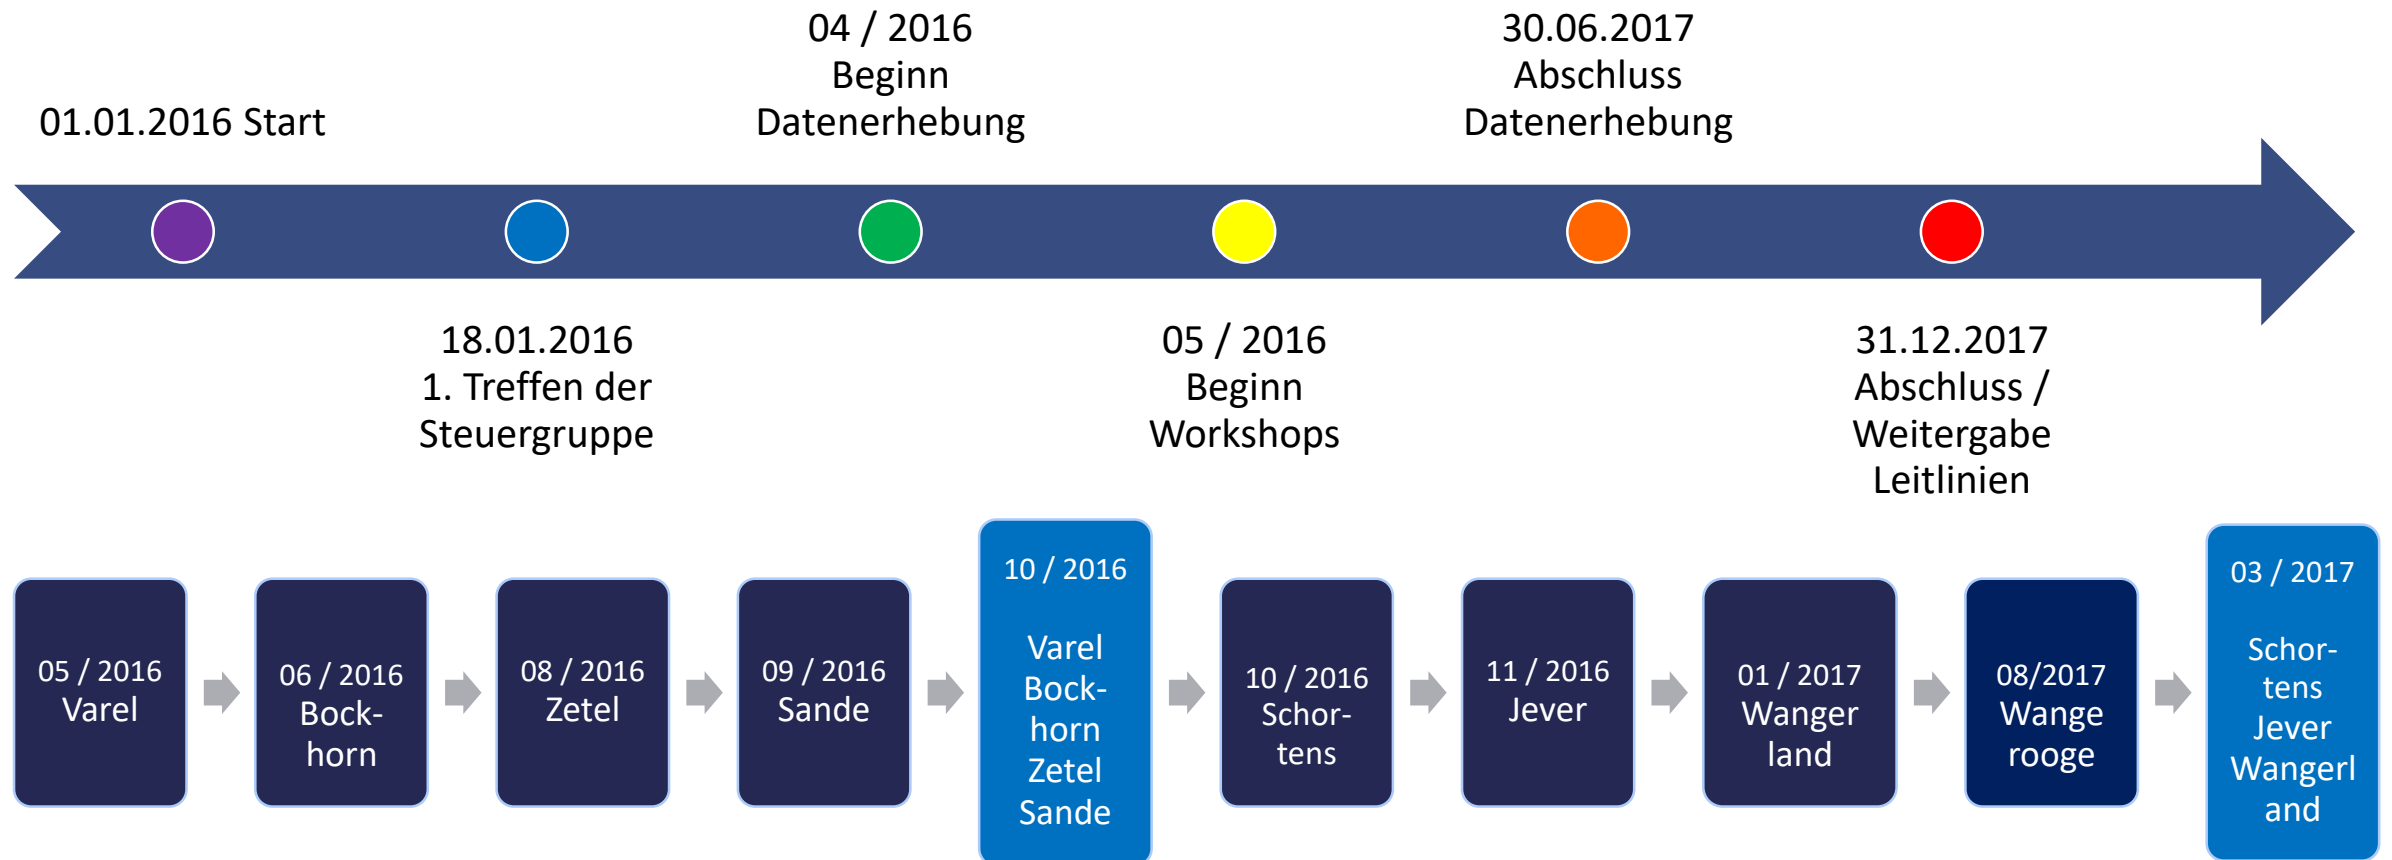 01.01.2016 Start
04 / 2016
Beginn
Datenerhebung
30.06.2017
Abschluss
Datenerhebung
18.01.2016
1. Treffen der
Steuergruppe
05 / 2016
Beginn
Workshops
31.12.2017
Abschluss /
Weitergabe
Leitlinien
05 / 2016
Varel
06 / 2016
Bock-
horn
08 / 2016
Zetel
09 / 2016
Sande
10 / 2016
Varel
Bock-
horn
Zetel
Sande
10 / 2016
Schor-
tens
11 / 2016
Jever
01 / 2017
Wanger
land
08/2017
Wange
rooge
03 / 2017
Schor-
tens
Jever
Wangerl
and